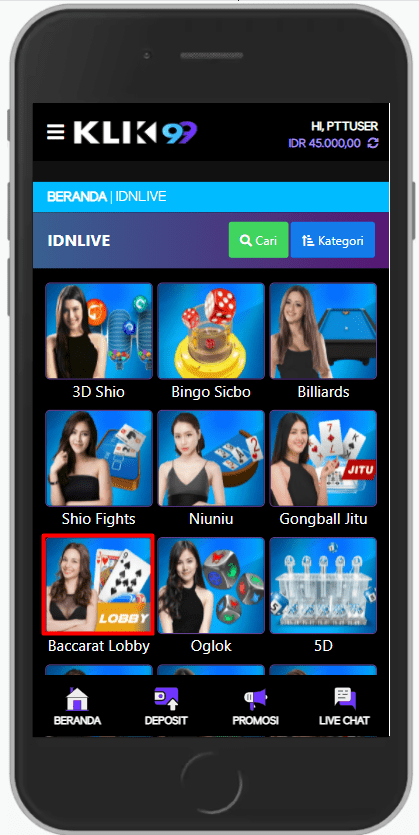 KLIK99
HI, PTTUSER
IDR 45.000,00
BERANDA | IDNLIVE
IDNLIVE
Cari
Kategori
3D Shio
Bingo Sicbo
Billiards
JITU
Shio Fights
Niuniu
Gongball Jitu
LOBBY
Baccarat Lobby
Oglok
5D
BERANDA
DEPOSIT
PROMOSI
LIVE CHAT